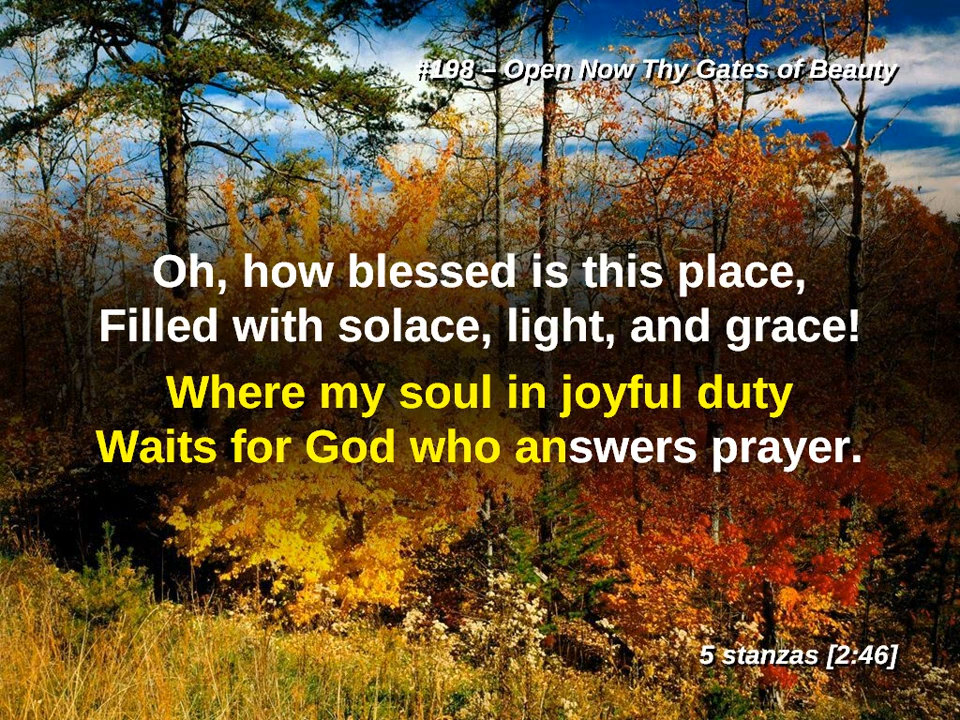 #198 – Open Now Thy Gates of Beauty
Oh, how blessed is this place,
Filled with solace, light, and grace!
Where my soul in joyful duty
Waits for God who answers prayer.
5 stanzas [2:46]